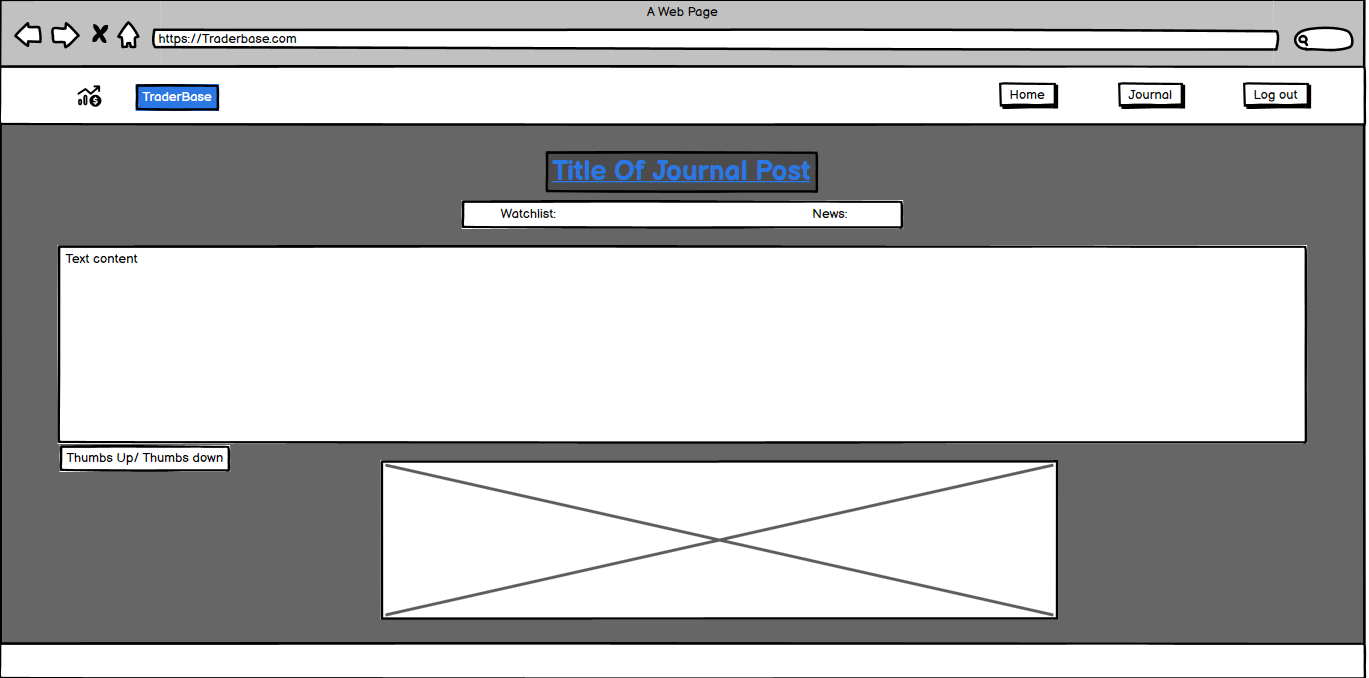 A Web Page
https://Traderbase.com
TraderBase
Home
Journal
Log out
Title Of Journal Post
Watchlist:
News:
Text content
Thumbs Up/ Thumbs down